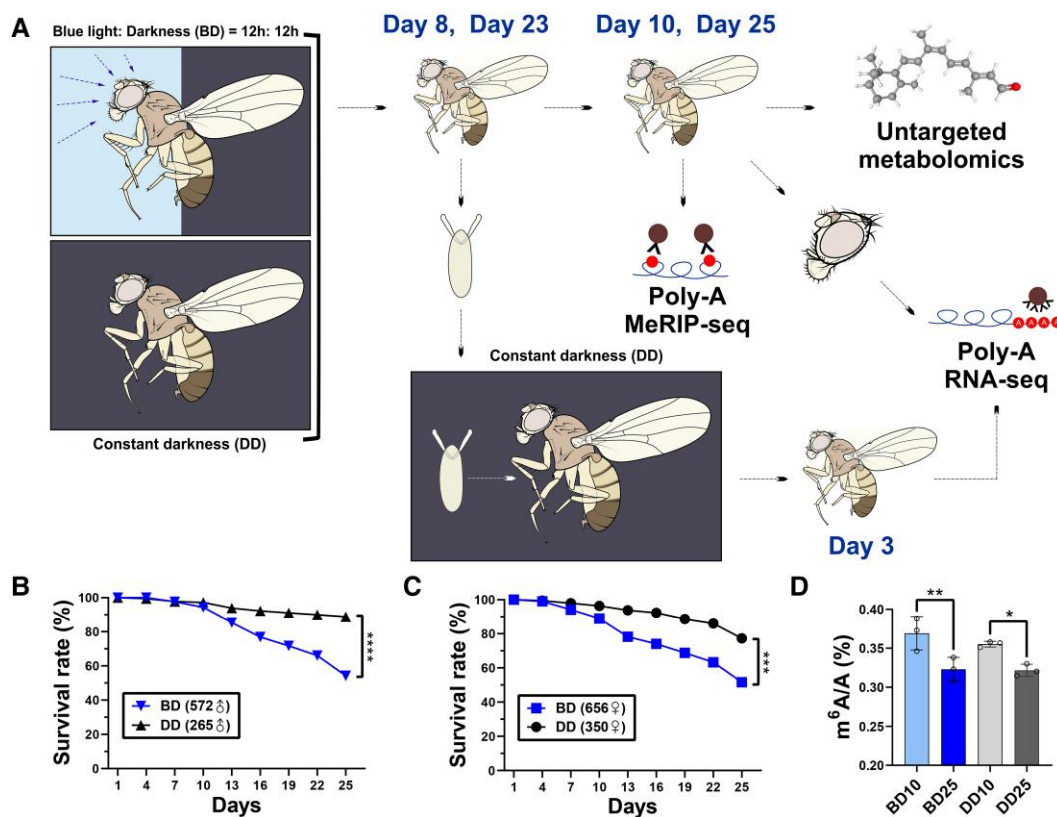 A
Blue light: Darkness (BD) = 12h: 12h
Day 8, Day 23
Day 10, Day 25
Untargeted
metabolomics
Poly-A
MeRIP-seq
A A A A
Poly-A
RNA-seq
Constant darkness (DD)
Constant darkness (DD)
Day 3
B
Survival rate (%)
100
80
60
40
20
0
****
BD (572♂)
DD (265♂)
1 4 7 10 13 16 19 22 25
Days
C
Survival rate (%)
100
80
60
40
20
0
***
BD (656♀)
DD (350♀)
1 4 7 10 13 16 19 22 25
Days
D
m⁶A/A (%)
0.40
0.35
0.30
0.25
0.20
**
*
BD10
BD25
DD10
DD25